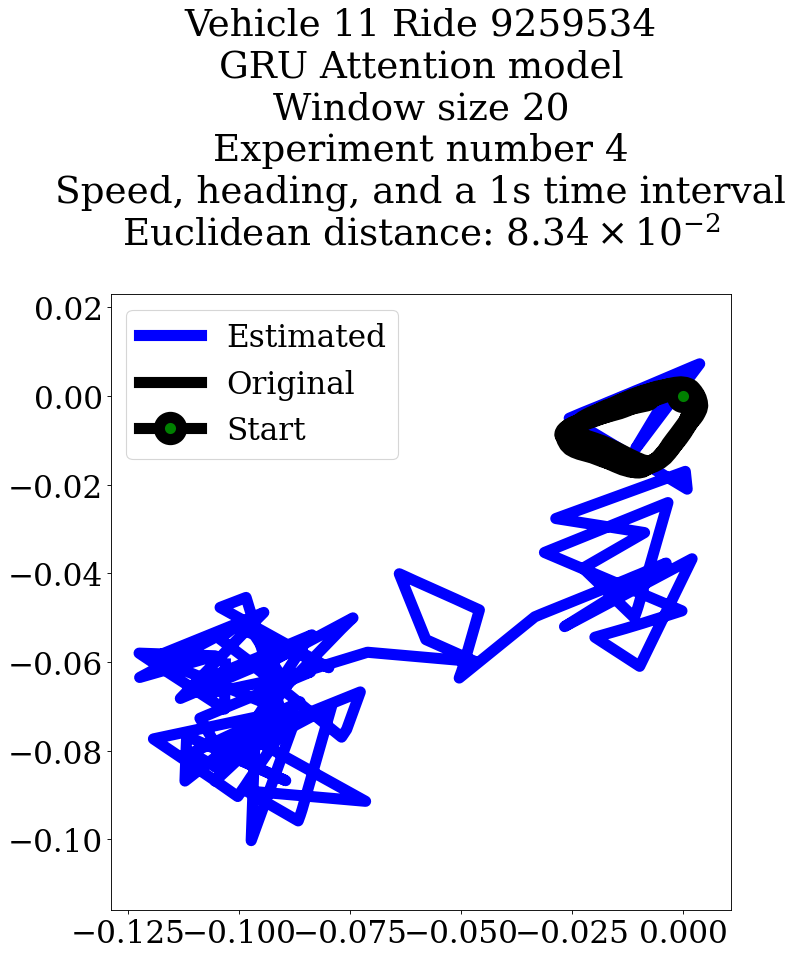 Vehicle 11 Ride 9259534
GRU Attention model
Window size 20
Experiment number 4
Speed, heading, and a 1s time interval
Euclidean distance: 8.34 × 10⁻²
Estimated
Original
Start
0.02
0.00
−0.02
−0.04
−0.06
−0.08
−0.10
−0.125 −0.100 −0.075 −0.050 −0.025 0.000